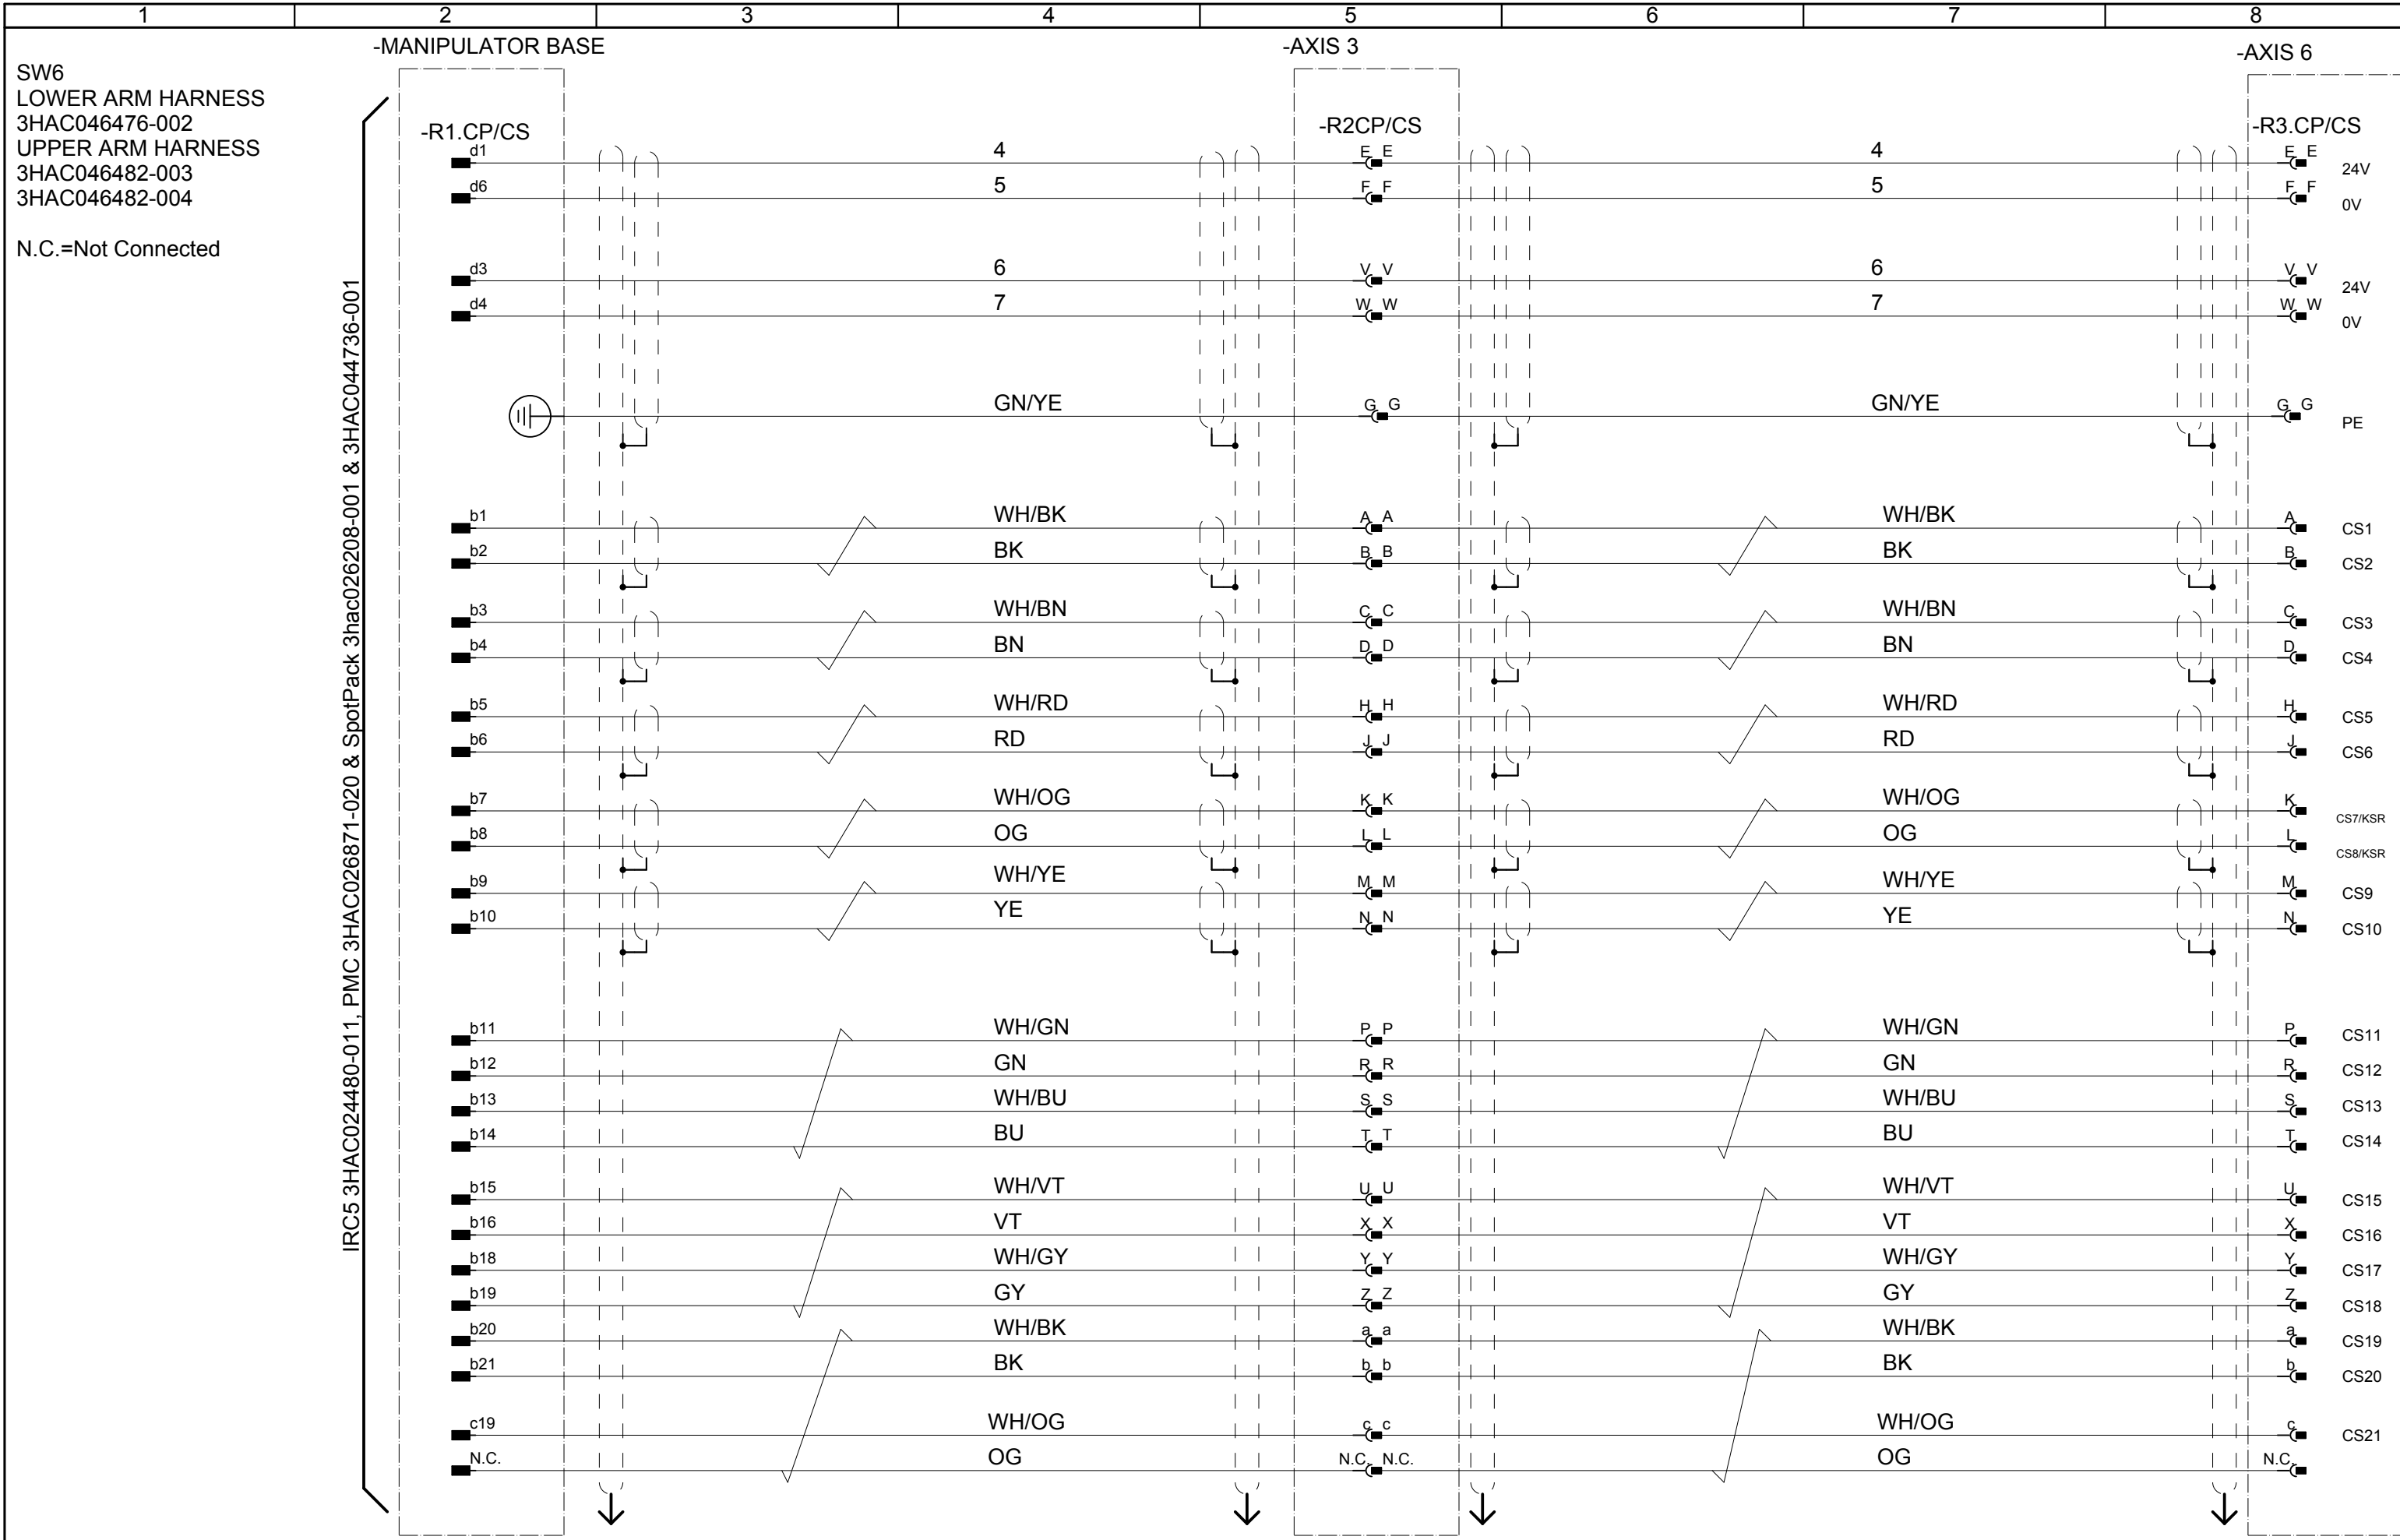 1 2 3 4 5 6 7 8
-MANIPULATOR BASE -AXIS 3 -AXIS 6
SW6
LOWER ARM HARNESS
3HAC046476-002
UPPER ARM HARNESS
3HAC046482-003
3HAC046482-004
N.C.=Not Connected
IRC5 3HAC024480-011, PMC 3HAC026871-020 & SpotPack 3hac026208-001 & 3HAC044736-001
-R1.CP/CS -R2CP/CS -R3.CP/CS
d1 4 E E 4 E E 24V
d6 5 F F 5 F F 0V
d3 6 V V 6 V V 24V
d4 7 W W 7 W W 0V
GN/YE G G GN/YE G G PE
b1 WH/BK A A WH/BK A CS1
b2 BK B B BK B CS2
b3 WH/BN C C WH/BN C CS3
b4 BN D D BN D CS4
b5 WH/RD H H WH/RD H CS5
b6 RD J J RD J CS6
b7 WH/OG K K WH/OG K CS7/KSR
b8 OG L L OG L CS8/KSR
b9 WH/YE M M WH/YE M CS9
b10 YE N N YE N CS10
b11 WH/GN P P WH/GN P CS11
b12 GN R R GN R CS12
b13 WH/BU S S WH/BU S CS13
b14 BU T T BU T CS14
b15 WH/VT U U WH/VT U CS15
b16 VT X X VT X CS16
b18 WH/GY Y Y WH/GY Y CS17
b19 GY Z Z GY Z CS18
b20 WH/BK a a WH/BK a CS19
b21 BK b b BK b CS20
c19 WH/OG c c WH/OG c CS21
N.C. OG N.C. N.C. OG N.C.